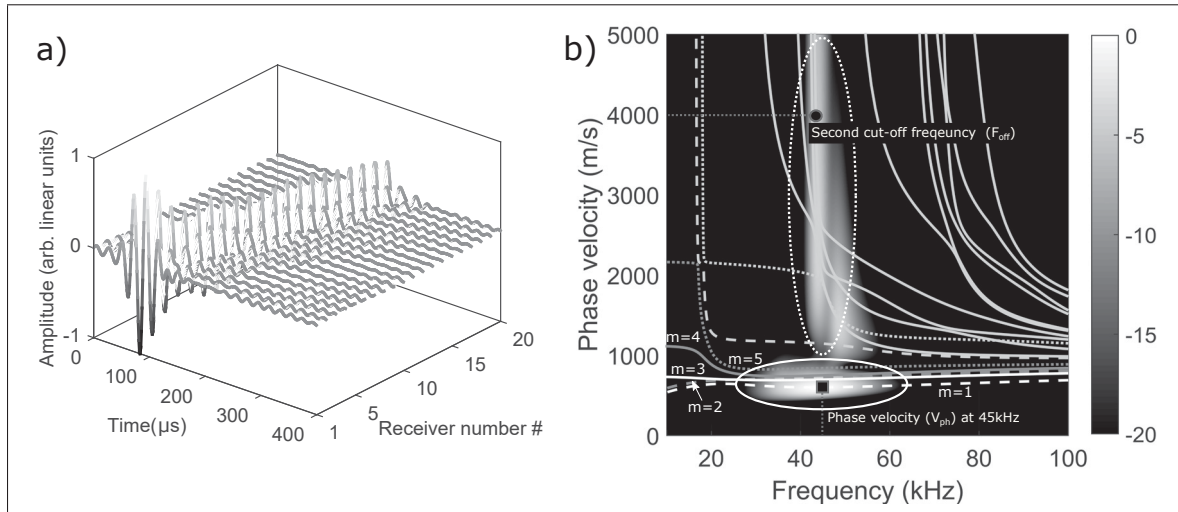 a)
Amplitude (arb. linear units)
1
0
-1
0
100
200
300
400
Time(µs)
1
5
10
15
20
Receiver number #
b)
Phase velocity (m/s)
5000
4000
3000
2000
1000
0
Second cut-off freqeuncy (Foff)
m=4
m=3
m=5
m=2
m=1
Phase velocity (Vph) at 45kHz
20
40
60
80
100
Frequency (kHz)
0
-5
-10
-15
-20